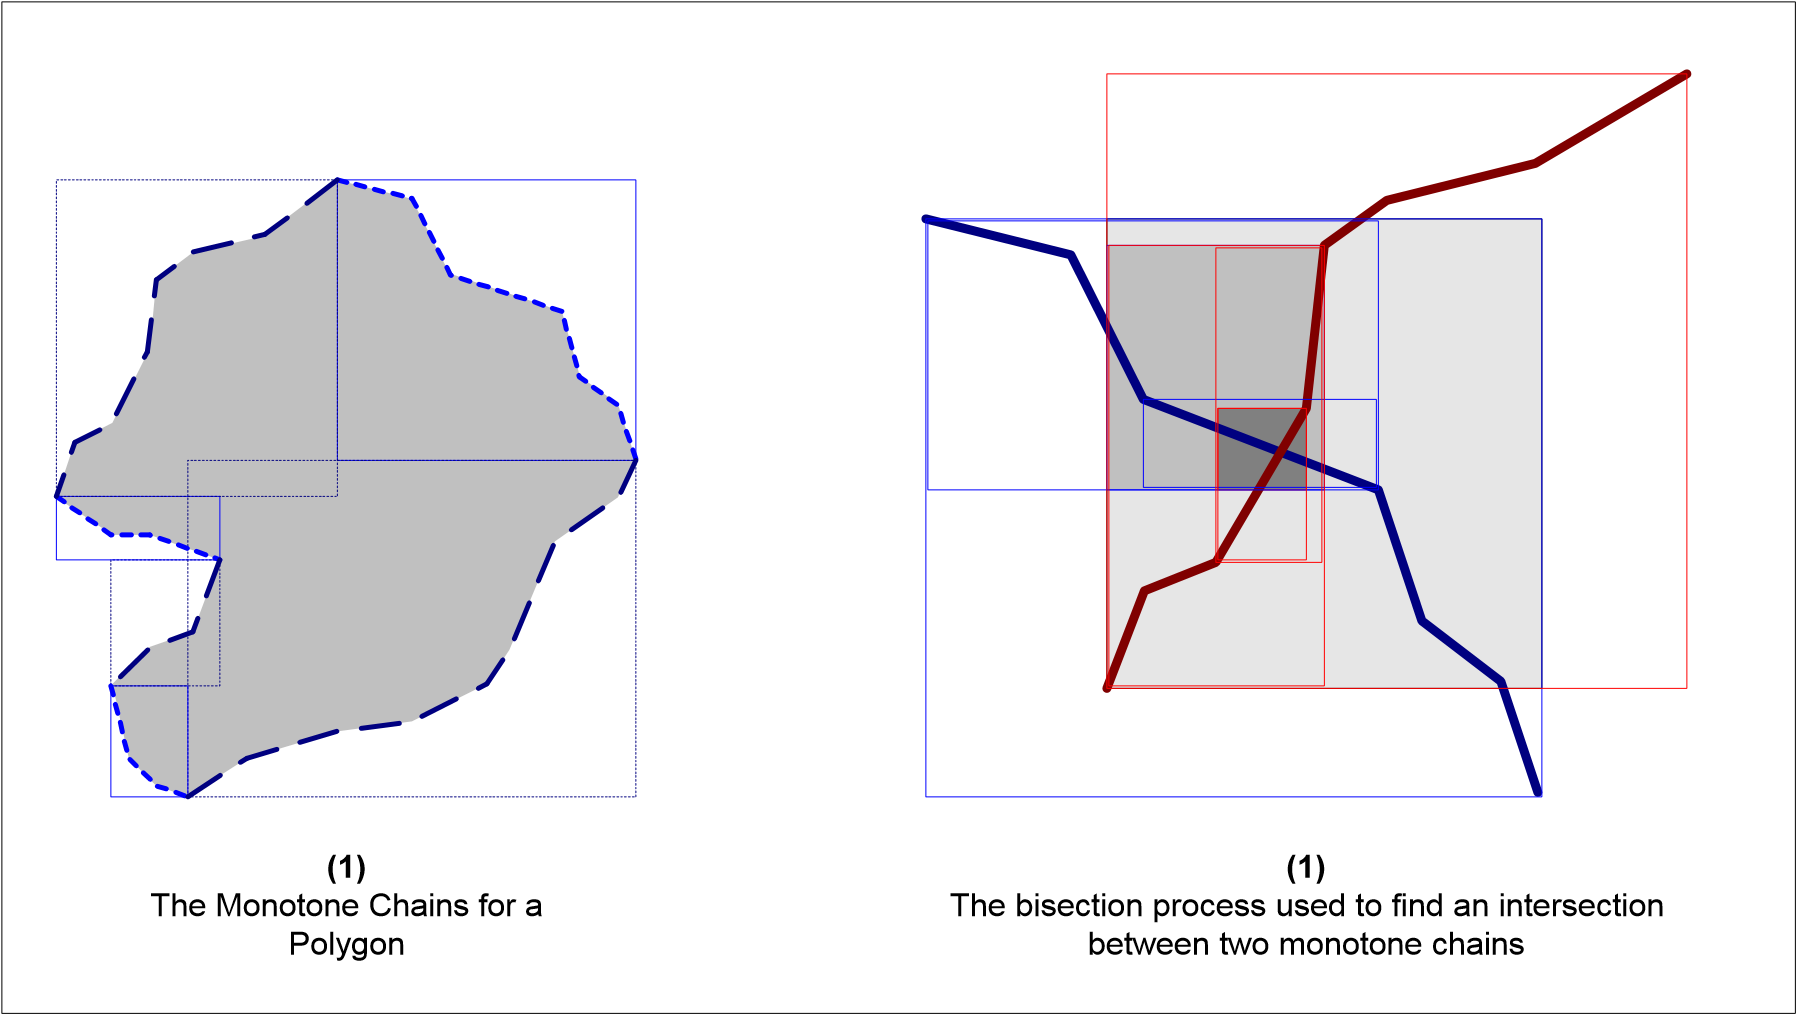 (1)
The Monotone Chains for a
Polygon
(1)
The bisection process used to find an intersection
between two monotone chains